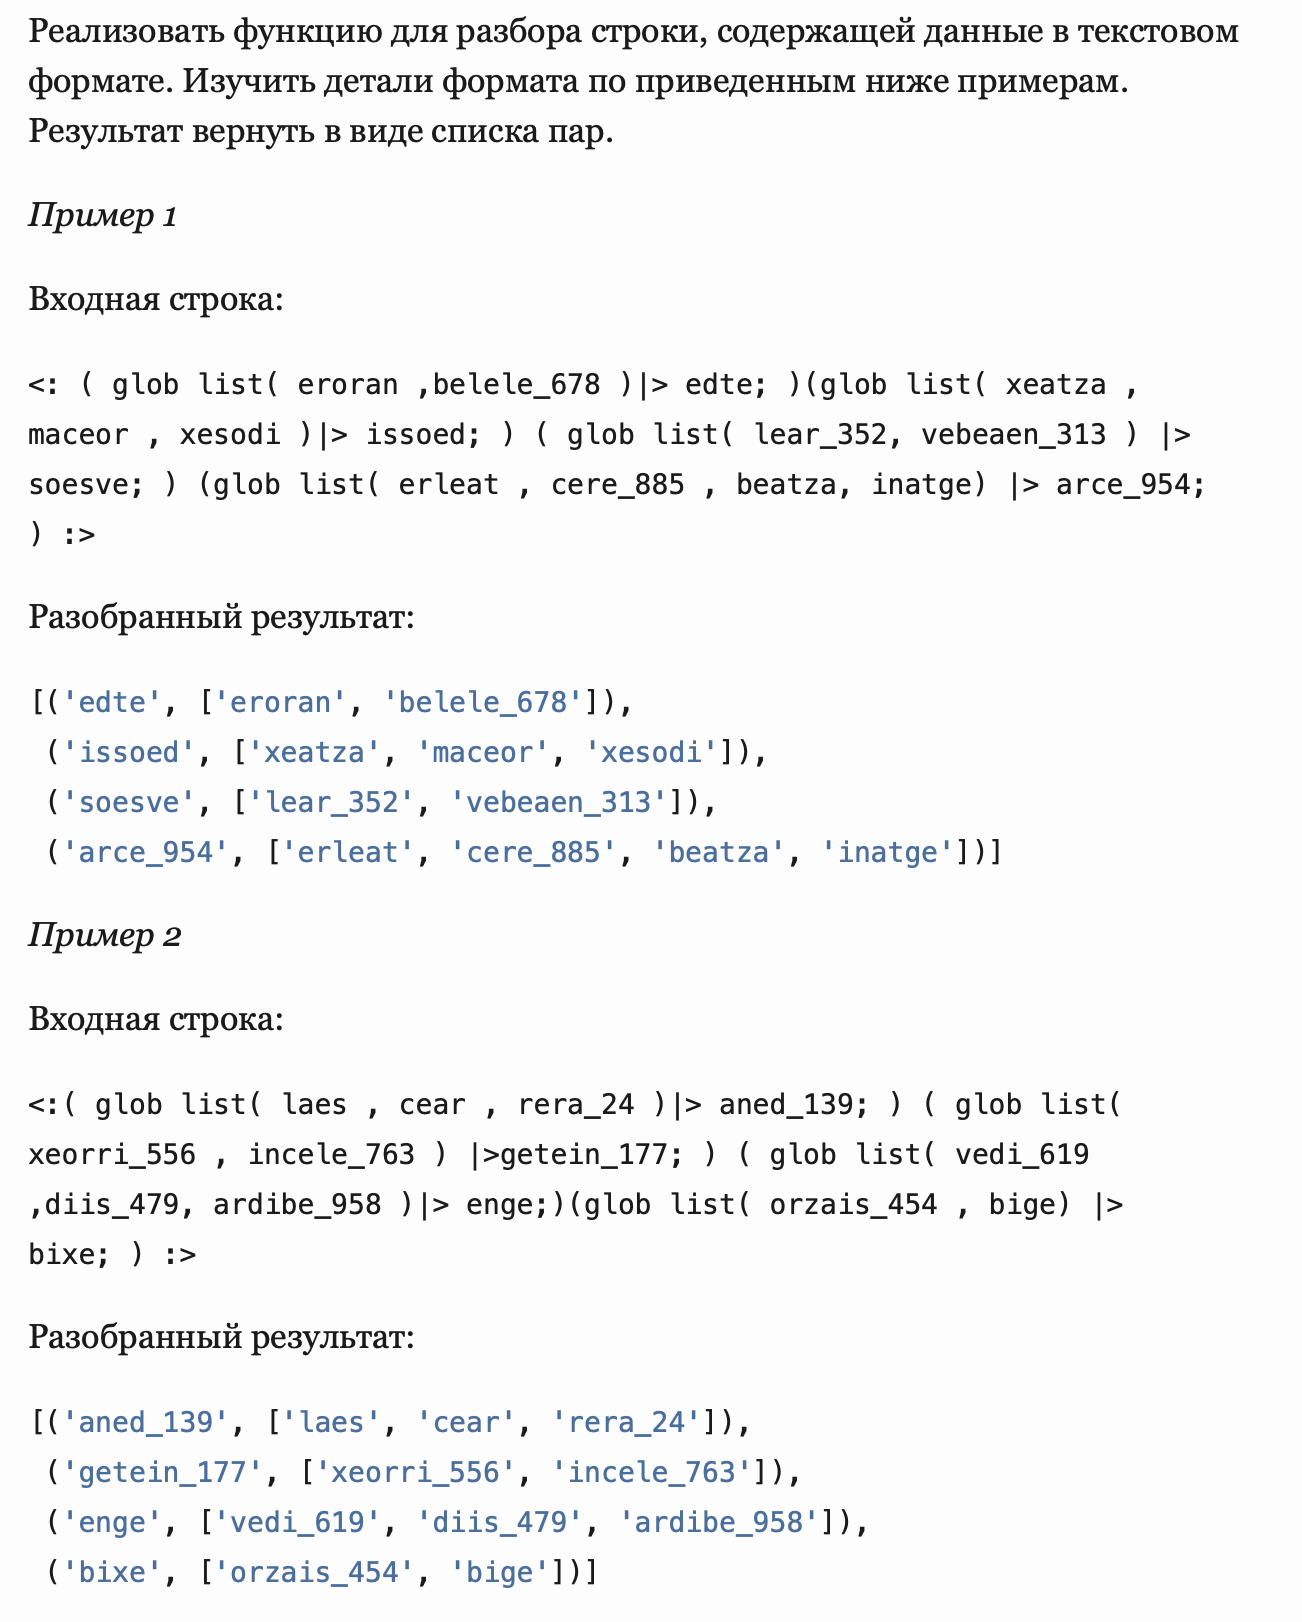 Реализовать функцию для разбора строки, содержащей данные в текстовом
формате. Изучить детали формата по приведенным ниже примерам.
Результат вернуть в виде списка пар.
Пример 1
Входная строка:
<: ( glob list( eroran ,belele_678 )|> edte; )(glob list( xeatza ,
maceor , xesodi )|> issoed; ) ( glob list( lear_352, vebeaen_313 ) |>
soesve; ) (glob list( erleat , cere_885 , beatza, inatge) |> arce_954;
) :>
Разобранный результат:
[('edte', ['eroran', 'belele_678']),
('issoed', ['xeatza', 'maceor', 'xesodi']),
('soesve', ['lear_352', 'vebeaen_313']),
('arce_954', ['erleat', 'cere_885', 'beatza', 'inatge'])]
Пример 2
Входная строка:
<:( glob list( laes , cear , rera_24 )|> aned_139; ) ( glob list(
xeorri_556 , incele_763 ) |>getein_177; ) ( glob list( vedi_619
,diis_479, ardibe_958 )|> enge;)(glob list( orzais_454 , bige) |>
bixe; ) :>
Разобранный результат:
[('aned_139', ['laes', 'cear', 'rera_24']),
('getein_177', ['xeorri_556', 'incele_763']),
('enge', ['vedi_619', 'diis_479', 'ardibe_958']),
('bixe', ['orzais_454', 'bige'])]